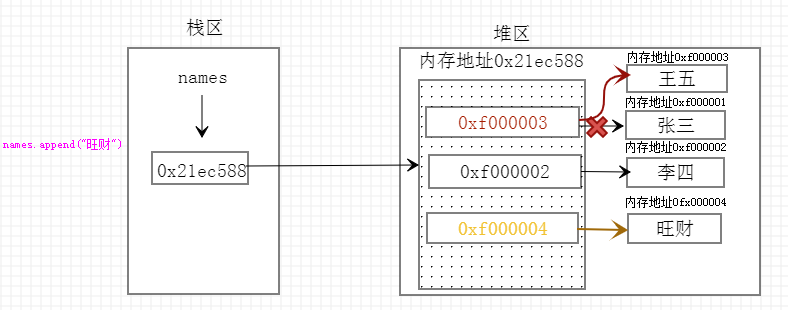 栈区
堆区
names
names.append("旺财")
0x21ec588
内存地址0x21ec588
0xf000003
0xf000002
0xf000004
内存地址0xf000003
王五
内存地址0xf000001
张三
内存地址0xf000002
李四
内存地址0fx000004
旺财